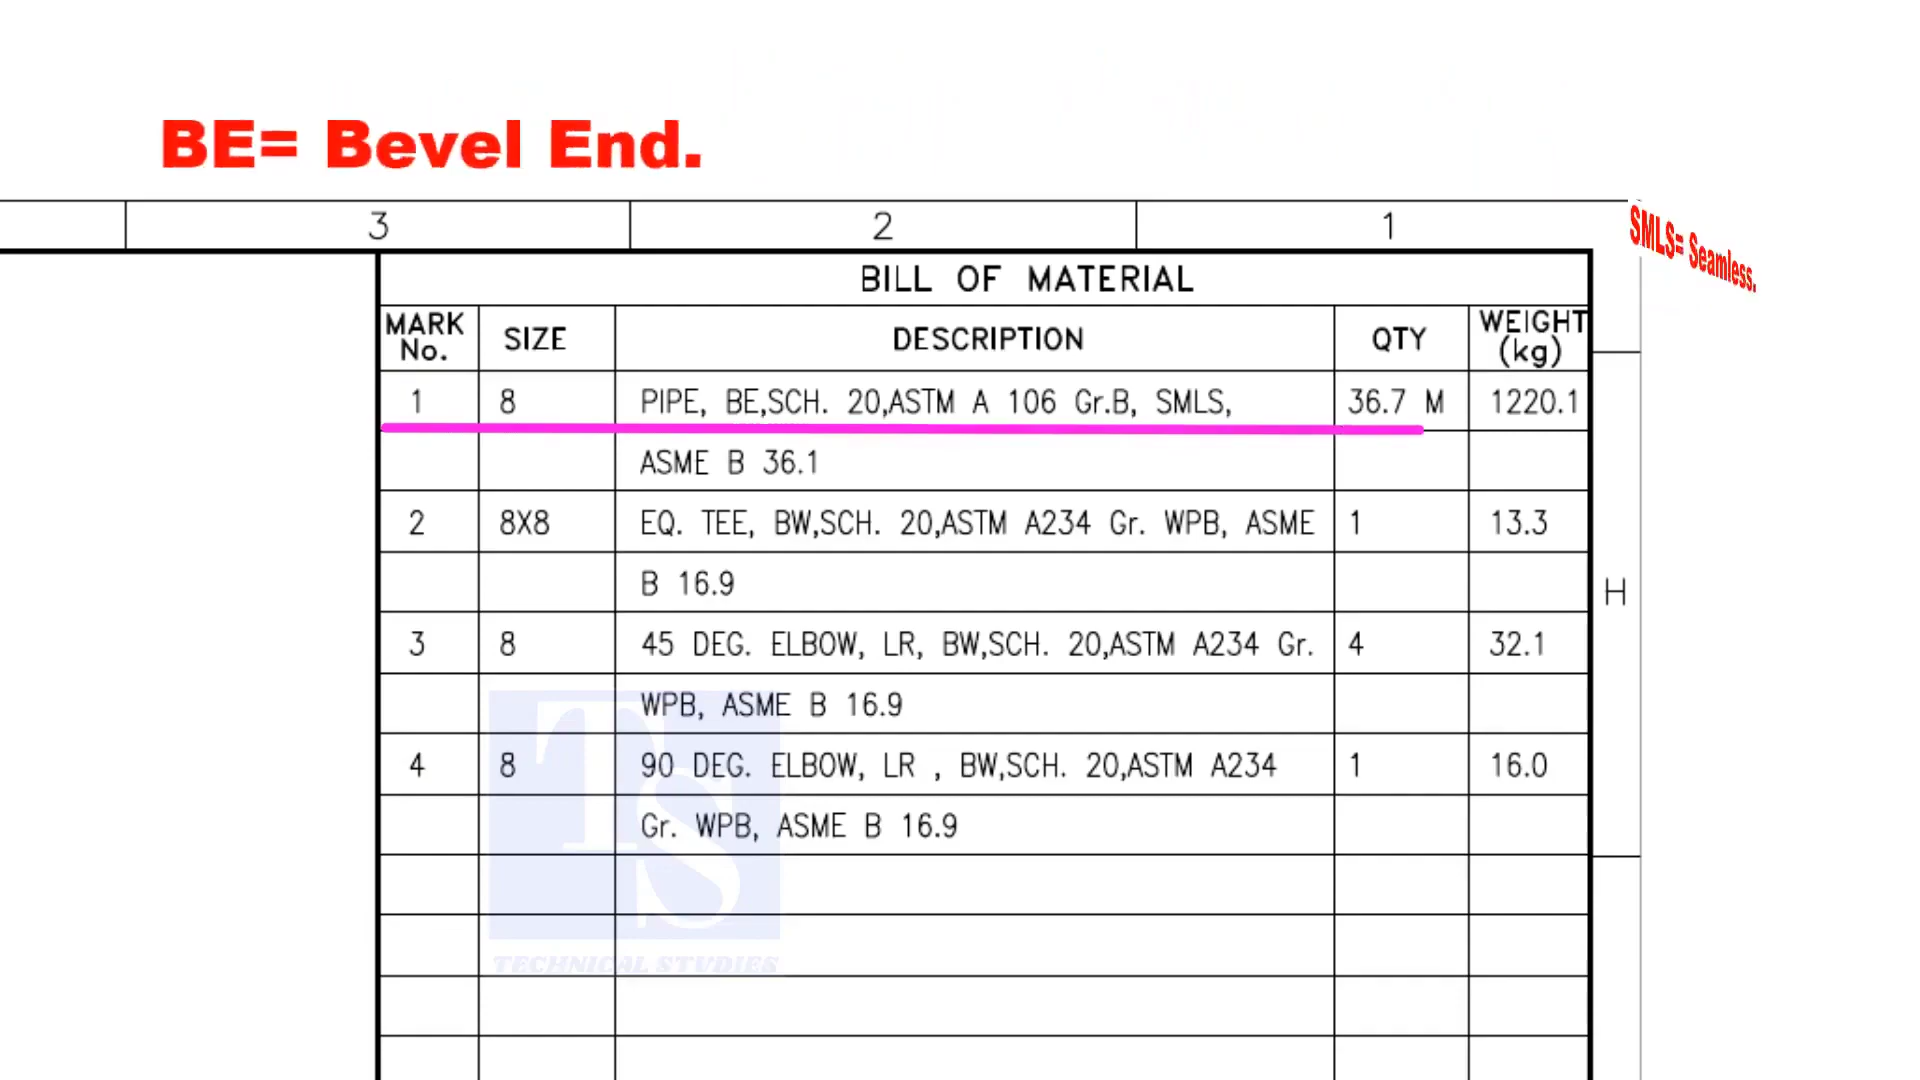 BE= Bevel End.
3 2 1
SMLS= Seamless.
BILL OF MATERIAL
MARK No. SIZE DESCRIPTION QTY WEIGHT (kg)
1 8 PIPE, BE,SCH. 20,ASTM A 106 Gr.B, SMLS, 36.7 M 1220.1
ASME B 36.1
2 8X8 EQ. TEE, BW,SCH. 20,ASTM A234 Gr. WPB, ASME 1 13.3
B 16.9
H
3 8 45 DEG. ELBOW, LR, BW,SCH. 20,ASTM A234 Gr. 4 32.1
WPB, ASME B 16.9
4 8 90 DEG. ELBOW, LR , BW,SCH. 20,ASTM A234 1 16.0
Gr. WPB, ASME B 16.9
TS
TECHNICAL STUDIES